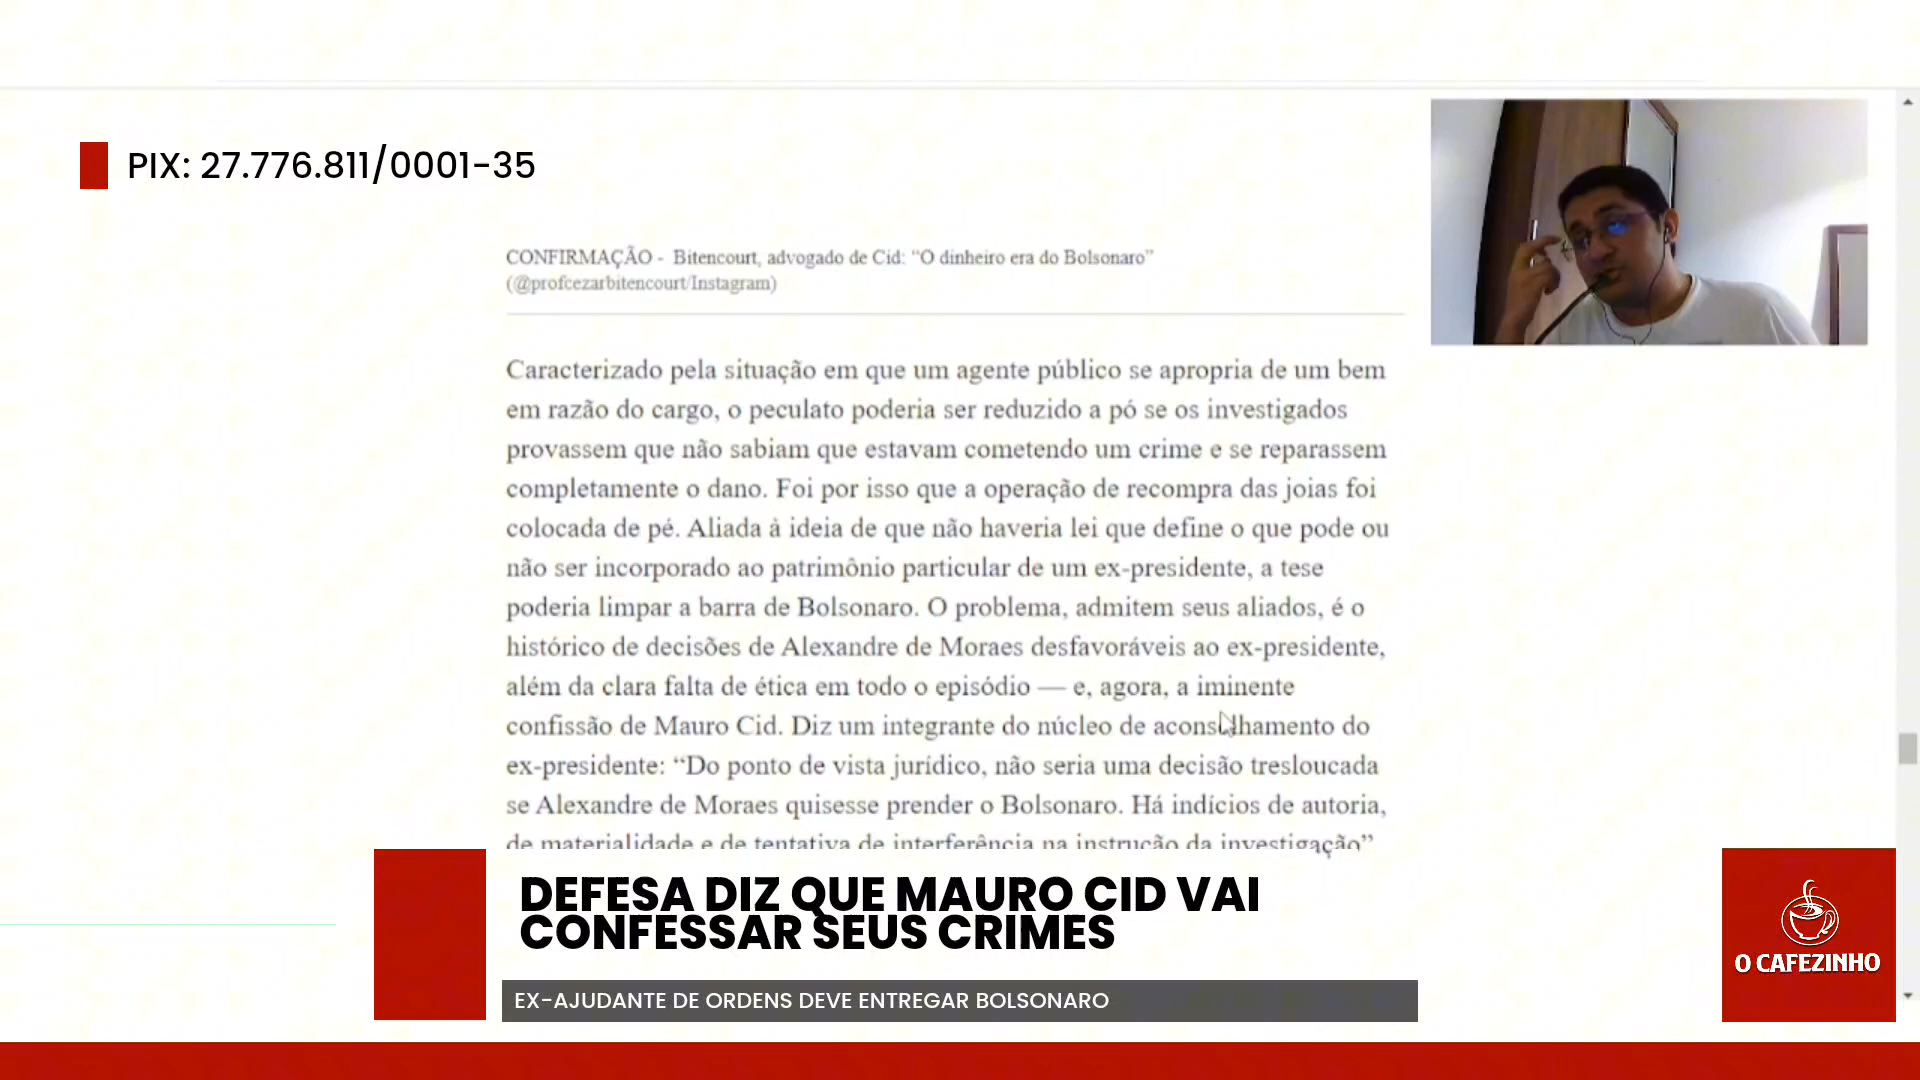 PIX: 27.776.811/0001-35
CONFIRMAÇÃO - Bitencourt, advogado de Cid: “O dinheiro era do Bolsonaro”
(@profcezarbitencourt/Instagram)
Caracterizado pela situação em que um agente público se apropria de um bem
em razão do cargo, o peculato poderia ser reduzido a pó se os investigados
provassem que não sabiam que estavam cometendo um crime e se reparassem
completamente o dano. Foi por isso que a operação de recompra das joias foi
colocada de pé. Aliada à ideia de que não haveria lei que define o que pode ou
não ser incorporado ao patrimônio particular de um ex-presidente, a tese
poderia limpar a barra de Bolsonaro. O problema, admitem seus aliados, é o
histórico de decisões de Alexandre de Moraes desfavoráveis ao ex-presidente,
além da clara falta de ética em todo o episódio — e, agora, a iminente
confissão de Mauro Cid. Diz um integrante do núcleo de aconselhamento do
ex-presidente: “Do ponto de vista jurídico, não seria uma decisão tresloucada
se Alexandre de Moraes quisesse prender o Bolsonaro. Há indícios de autoria,
de materialidade e de tentativa de interferência na instrução da investigação”
DEFESA DIZ QUE MAURO CID VAI
CONFESSAR SEUS CRIMES
EX-AJUDANTE DE ORDENS DEVE ENTREGAR BOLSONARO
O CAFEZINHO